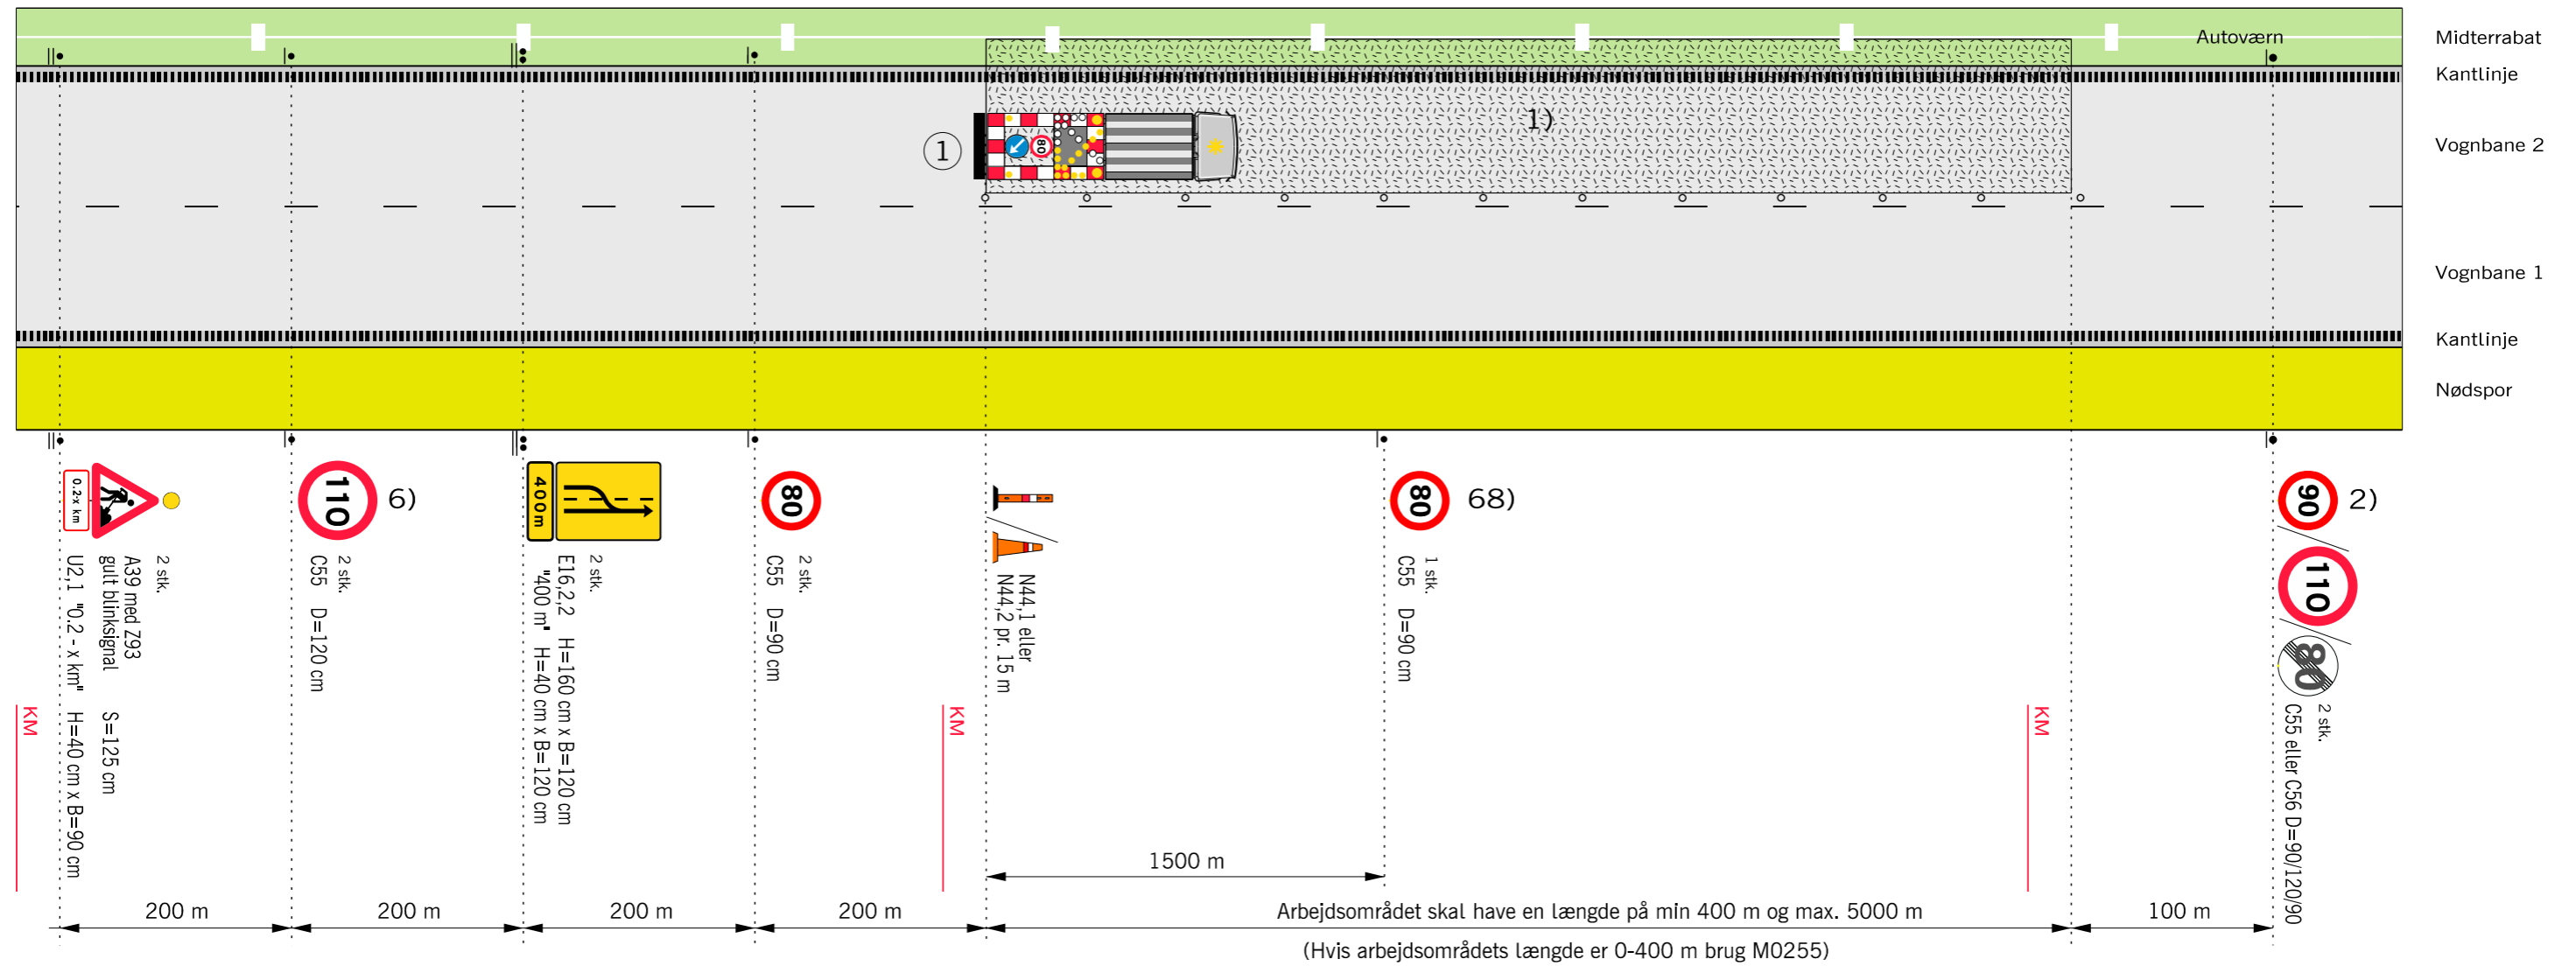 Autoværn
Midterrabat
Kantlinje
Vognbane 2
Vognbane 1
Kantlinje
Nødspor
1
80
1)
0.2-x km
2 stk.
A39 med Z93
gult blinksignal S=125 cm
U2,1 "0.2 - x km" H=40 cm x B=90 cm
110
6)
2 stk.
C55 D=120 cm
400m
2 stk.
E16,2,2 H=160 cm x B=120 cm
"400 m" H=40 cm x B=120 cm
80
2 stk.
C55 D=90 cm
N44,1 eller
N44,2 pr. 15 m
80
68)
1 stk.
C55 D=90 cm
90
2)
110
80
2 stk.
C55 eller C56 D=90/120/90
KM
KM
KM
1500 m
200 m
200 m
200 m
200 m
Arbejdsområdet skal have en længde på min 400 m og max. 5000 m
100 m
(Hvis arbejdsområdets længde er 0-400 m brug M0255)